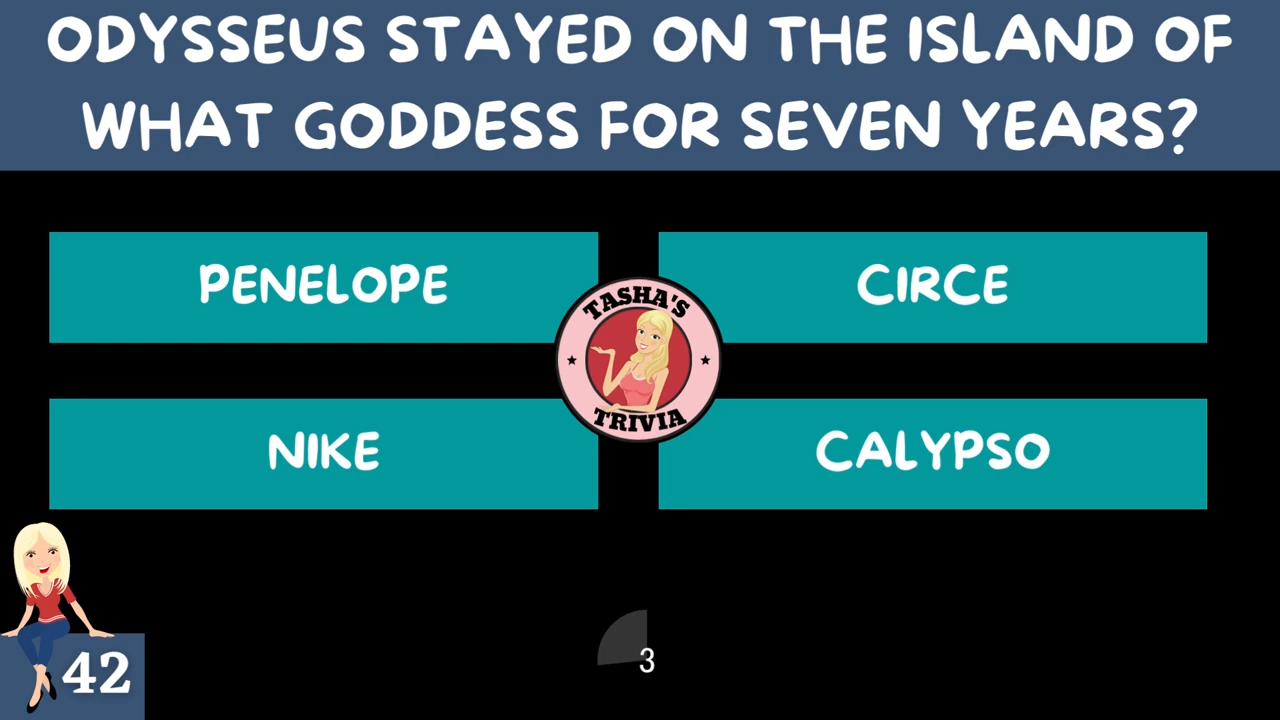 ODYSSEUS STAYED ON THE ISLAND OF
WHAT GODDESS FOR SEVEN YEARS?
PENELOPE
CIRCE
TASHA'S
TRIVIA
NIKE
CALYPSO
42
3